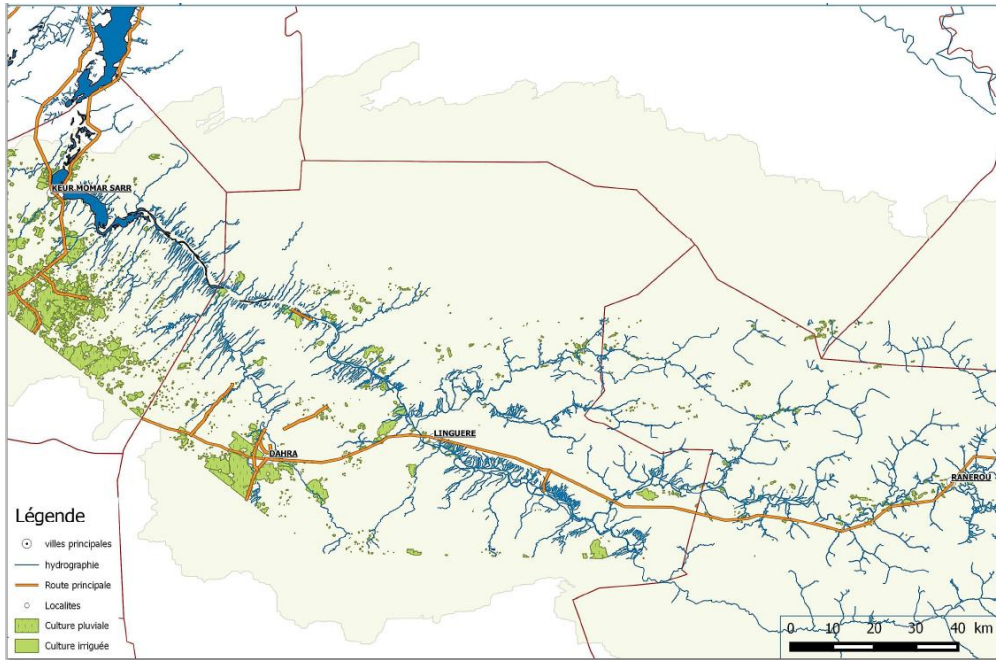 KEUR MOMAR SARR
LINGUERE
DAHRA
RANEROU
Légende
villes principales
hydrographie
Route principale
Localites
Culture pluviale
Culture irriguée
0 10 20 30 40 km